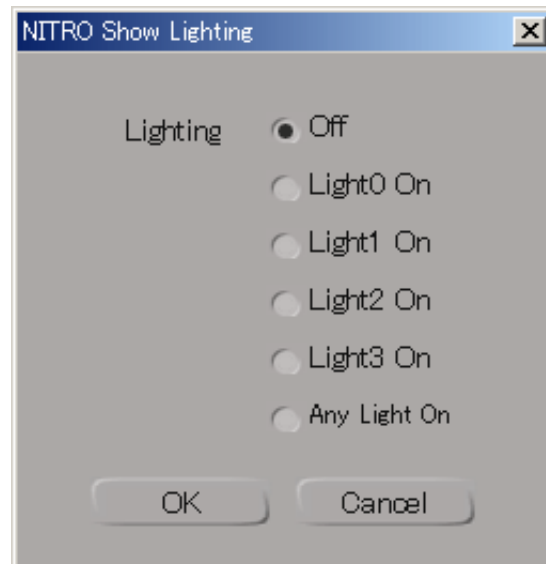 NITRO Show Lighting
Lighting Off
Light0 On
Light1 On
Light2 On
Light3 On
Any Light On
OK Cancel